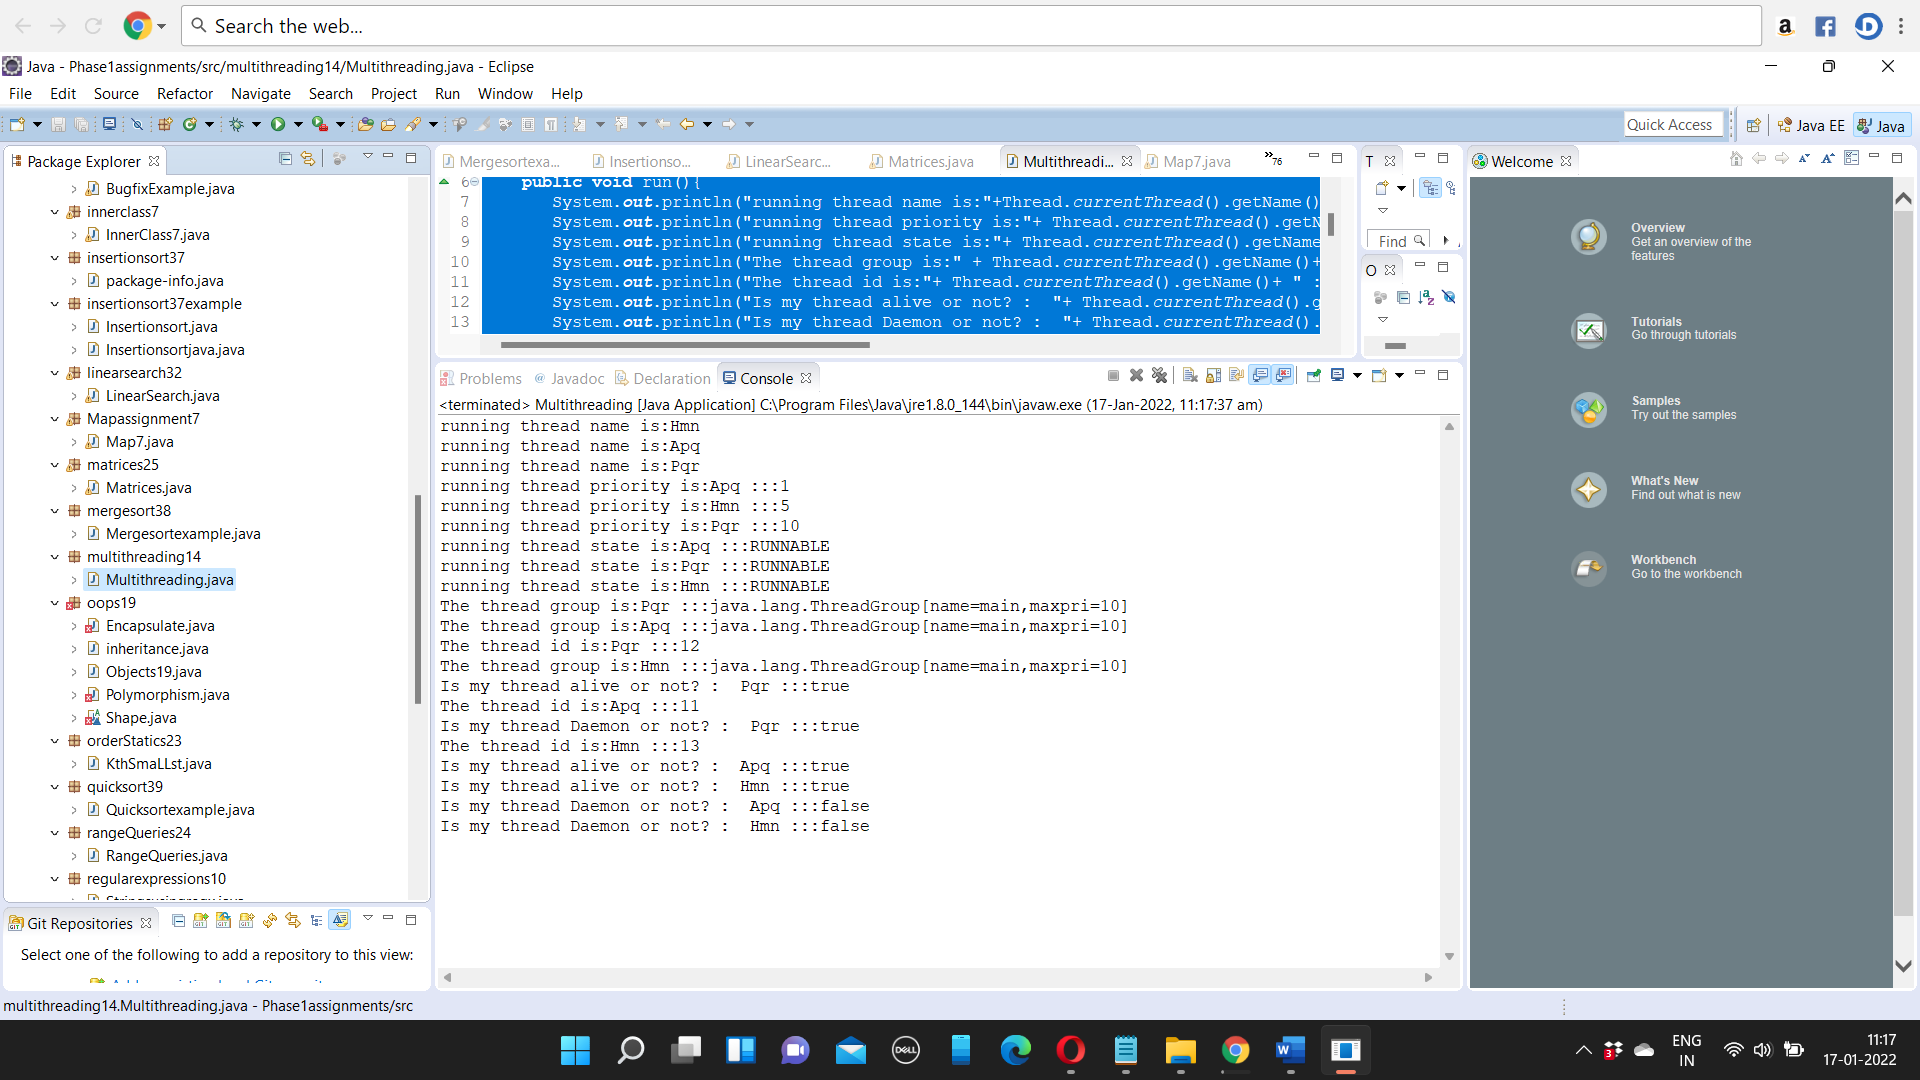 Search the web...
Java - Phase1assignments/src/multithreading14/Multithreading.java - Eclipse
File Edit Source Refactor Navigate Search Project Run Window Help
Quick Access
Java EE
Java
Package Explorer
BugfixExample.java
innerclass7
InnerClass7.java
insertionsort37
package-info.java
insertionsort37example
Insertionsort.java
Insertionsortjava.java
linearsearch32
LinearSearch.java
Mapassignment7
Map7.java
matrices25
Matrices.java
mergesort38
Mergesortexample.java
multithreading14
Multithreading.java
oops19
Encapsulate.java
inheritance.java
Objects19.java
Polymorphism.java
Shape.java
orderStatics23
KthSmaLLst.java
quicksort39
Quicksortexample.java
rangeQueries24
RangeQueries.java
regularexpressions10
Git Repositories
Select one of the following to add a repository to this view:
Mergesortexa... Insertionso... LinearSearc... Matrices.java Multithreadi... Map7.java »76
6 public void run(){
7 System.out.println("running thread name is:"+Thread.currentThread().getName()
8 System.out.println("running thread priority is:"+ Thread.currentThread().getN
9 System.out.println("running thread state is:"+ Thread.currentThread().getName
10 System.out.println("The thread group is:" + Thread.currentThread().getName()+
11 System.out.println("The thread id is:"+ Thread.currentThread().getName()+ " :
12 System.out.println("Is my thread alive or not? :  "+ Thread.currentThread().g
13 System.out.println("Is my thread Daemon or not? :  "+ Thread.currentThread().
T
Find
O
Problems @ Javadoc Declaration Console
<terminated> Multithreading [Java Application] C:\Program Files\Java\jre1.8.0_144\bin\javaw.exe (17-Jan-2022, 11:17:37 am)
running thread name is:Hmn
running thread name is:Apq
running thread name is:Pqr
running thread priority is:Apq :::1
running thread priority is:Hmn :::5
running thread priority is:Pqr :::10
running thread state is:Apq :::RUNNABLE
running thread state is:Pqr :::RUNNABLE
running thread state is:Hmn :::RUNNABLE
The thread group is:Pqr :::java.lang.ThreadGroup[name=main,maxpri=10]
The thread group is:Apq :::java.lang.ThreadGroup[name=main,maxpri=10]
The thread id is:Pqr :::12
The thread group is:Hmn :::java.lang.ThreadGroup[name=main,maxpri=10]
Is my thread alive or not? :  Pqr :::true
The thread id is:Apq :::11
Is my thread Daemon or not? :  Pqr :::true
The thread id is:Hmn :::13
Is my thread alive or not? :  Apq :::true
Is my thread alive or not? :  Hmn :::true
Is my thread Daemon or not? :  Apq :::false
Is my thread Daemon or not? :  Hmn :::false
Welcome
Overview
Get an overview of the
features
Tutorials
Go through tutorials
Samples
Try out the samples
What's New
Find out what is new
Workbench
Go to the workbench
multithreading14.Multithreading.java - Phase1assignments/src
DELL
ENG
IN
11:17
17-01-2022